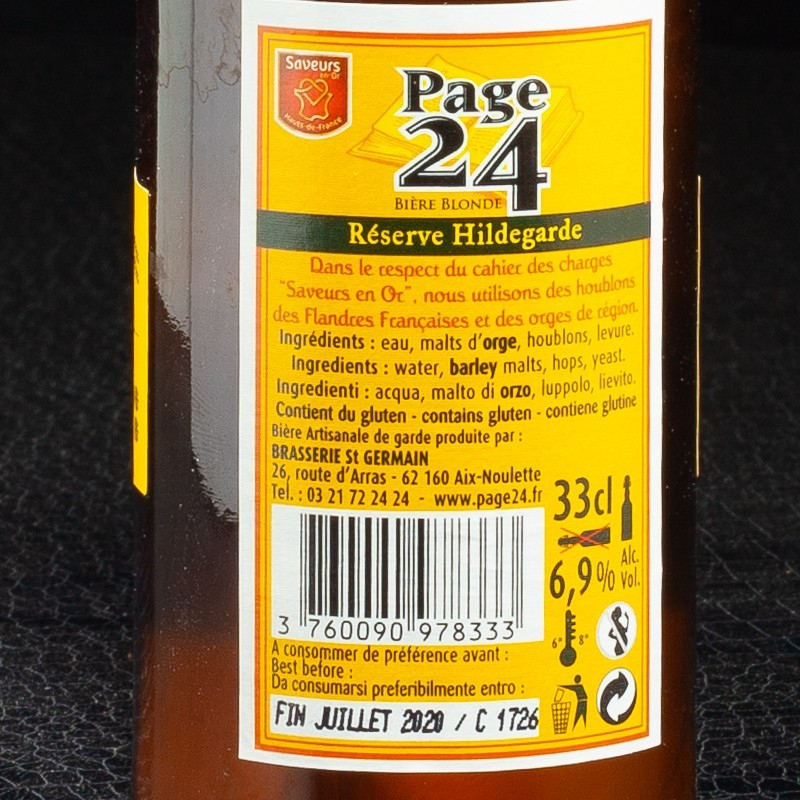 Saveurs
en Or
Hauts-de-France
Page
24
BIÈRE BLONDE
Réserve Hildegarde
Dans le respect du cahier des charges
"Saveurs en Or", nous utilisons des houblons
des Flandres Françaises et des orges de région.
Ingrédients : eau, malts d'orge, houblons, levure.
Ingredients : water, barley malts, hops, yeast.
Ingredienti : acqua, malto di orzo, luppolo, lievito.
Contient du gluten - contains gluten - contiene glutine
Bière Artisanale de garde produite par :
BRASSERIE St GERMAIN
26, route d'Arras - 62 160 Aix-Noulette
Tel. : 03 21 72 24 24 - www.page24.fr
33cl
6,9% Alc. Vol.
3 760090 978333
6° 8°
A consommer de préférence avant :
Best before :
Da consumarsi preferibilmente entro :
FIN JUILLET 2020 / C 1726